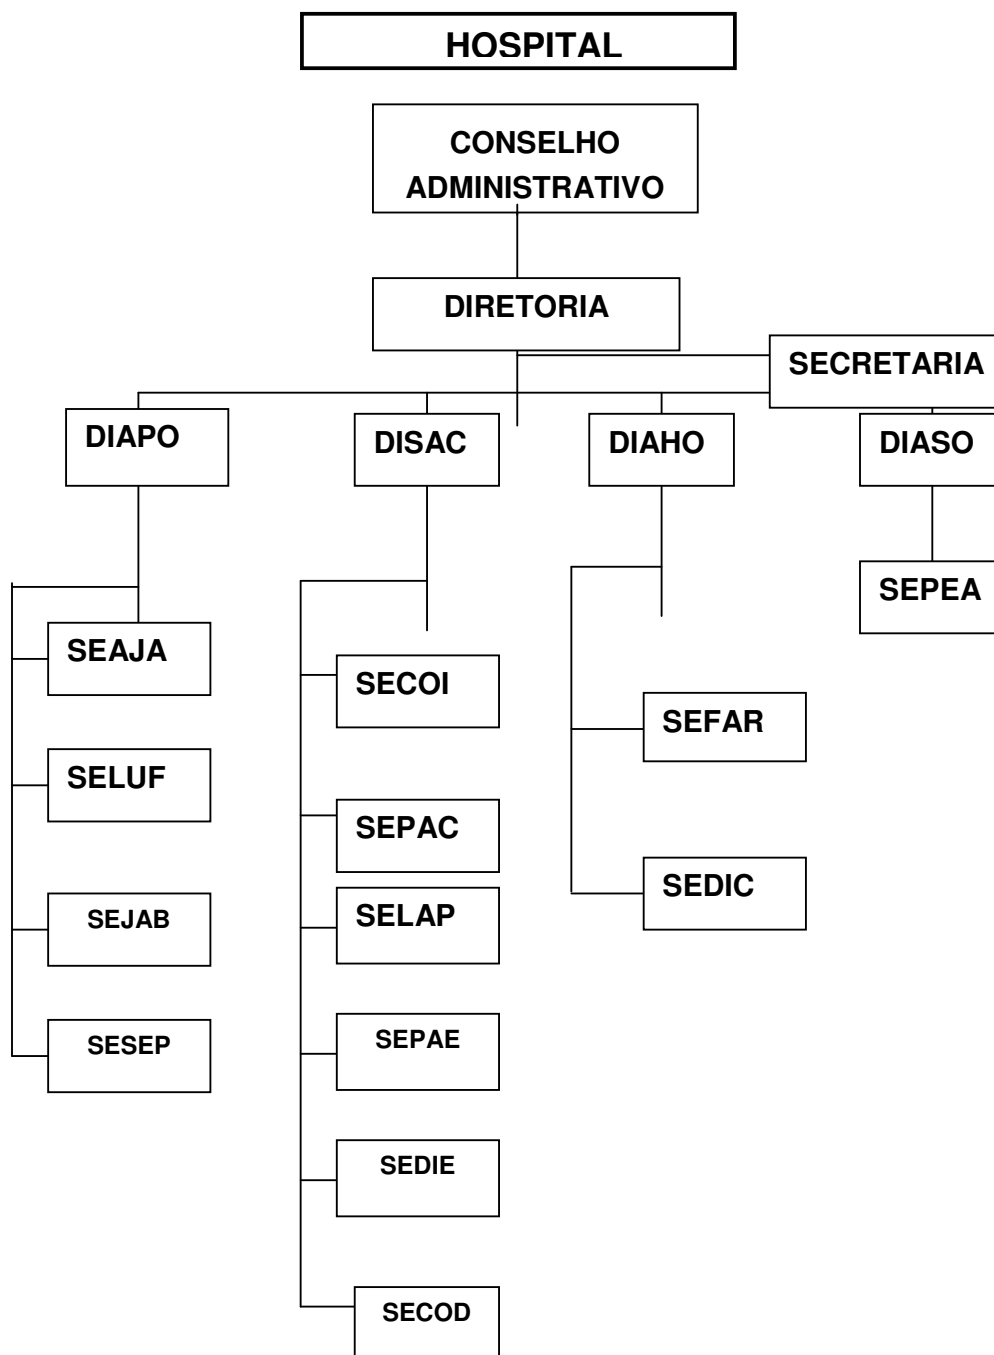 HOSPITAL
CONSELHO
ADMINISTRATIVO
DIRETORIA
SECRETARIA
DIAPO
DISAC
DIAHO
DIASO
SEPEA
SEAJA
SECOI
SEFAR
SELUF
SEPAC
SEDIC
SELAP
SEJAB
SEPAE
SESEP
SEDIE
SECOD